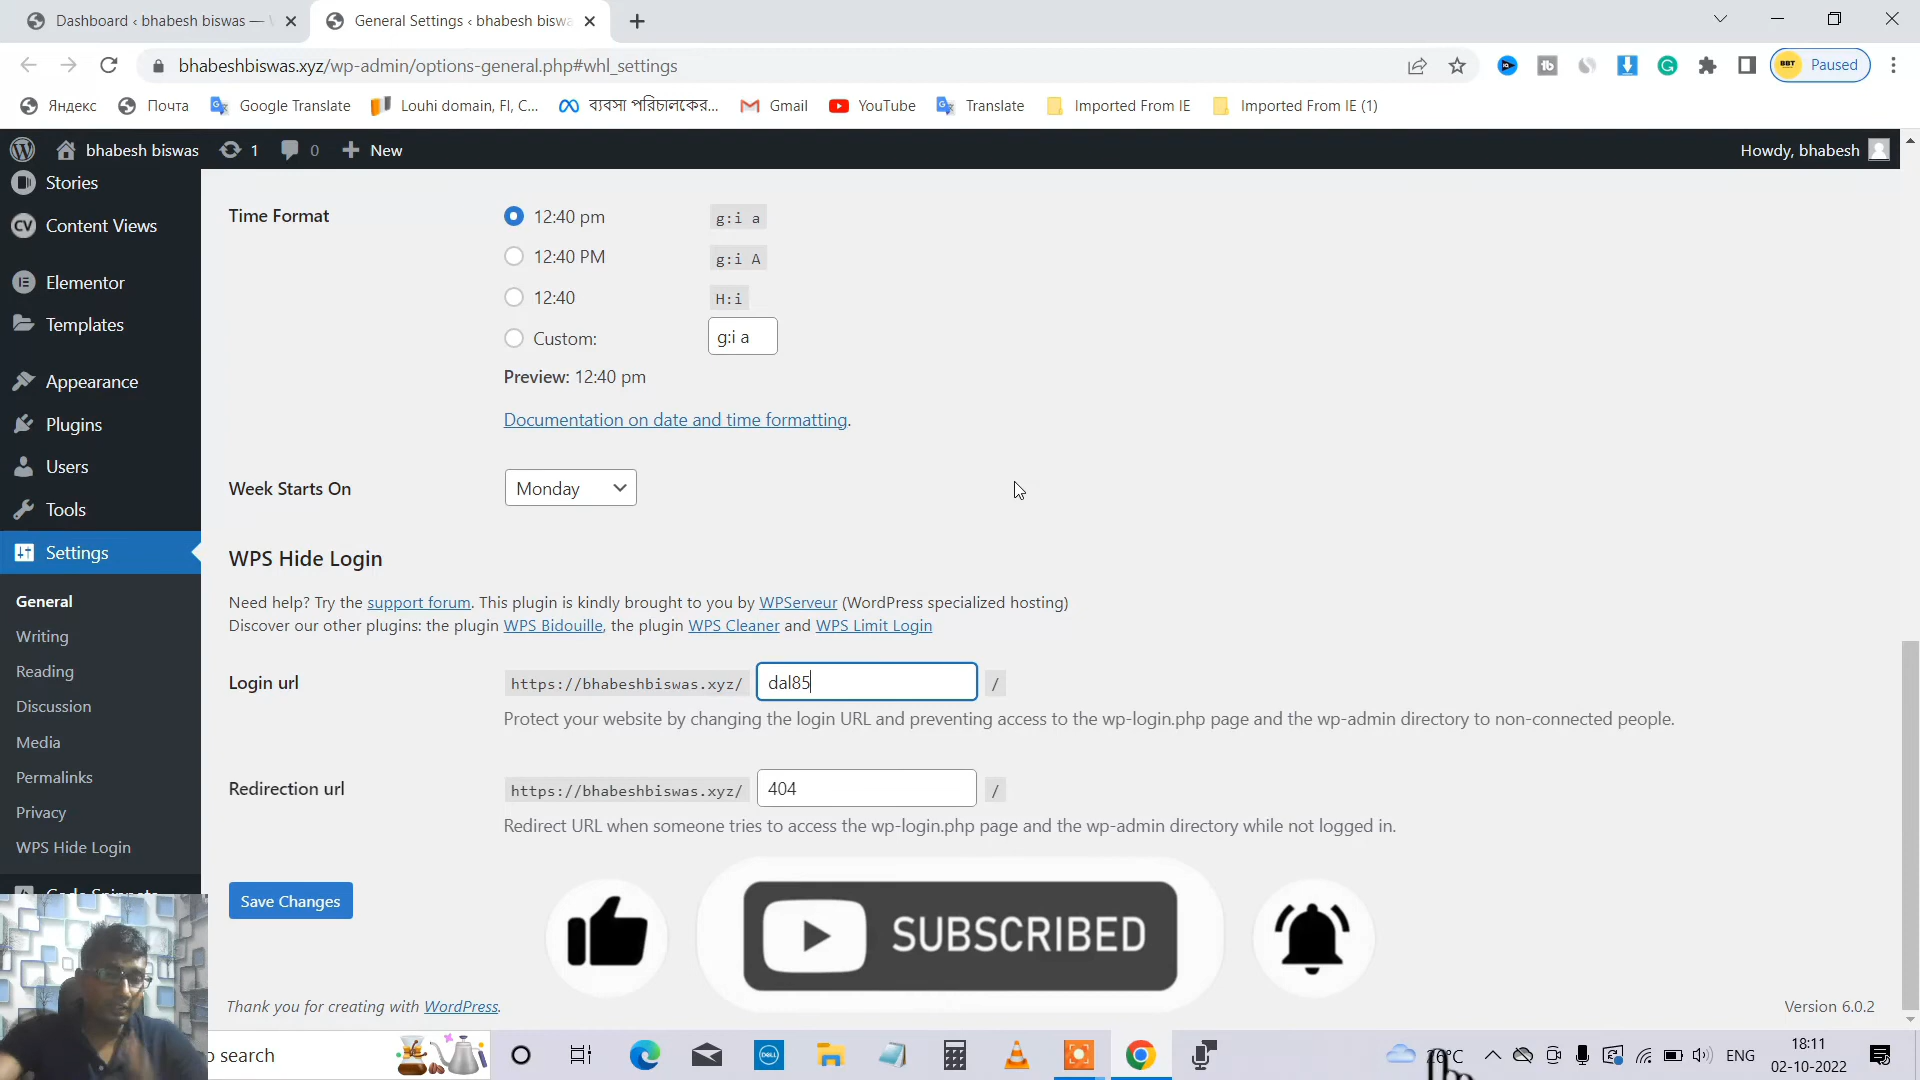 Dashboard ‹ bhabesh biswas —
General Settings ‹ bhabesh bisw
bhabeshbiswas.xyz/wp-admin/options-general.php#whl_settings
BBT Paused
Яндекс Почта Google Translate Louhi domain, FI, C... ব্যবসা পরিচালকের... Gmail YouTube Translate Imported From IE Imported From IE (1)
bhabesh biswas 1 0 New Howdy, bhabesh
Stories
CV Content Views
Elementor
Templates
Appearance
Plugins
Users
Tools
Settings
General
Writing
Reading
Discussion
Media
Permalinks
Privacy
WPS Hide Login
Code Snippets
Time Format
12:40 pm g:i a
12:40 PM g:i A
12:40 H:i
Custom: g:i a
Preview: 12:40 pm
Documentation on date and time formatting.
Week Starts On Monday
WPS Hide Login
Need help? Try the support forum. This plugin is kindly brought to you by WPServeur (WordPress specialized hosting)
Discover our other plugins: the plugin WPS Bidouille, the plugin WPS Cleaner and WPS Limit Login
Login url https://bhabeshbiswas.xyz/ dal85 /
Protect your website by changing the login URL and preventing access to the wp-login.php page and the wp-admin directory to non-connected people.
Redirection url https://bhabeshbiswas.xyz/ 404 /
Redirect URL when someone tries to access the wp-login.php page and the wp-admin directory while not logged in.
Save Changes
SUBSCRIBED
Thank you for creating with WordPress.
Version 6.0.2
search
DELL
26°C
ENG
18:11
02-10-2022